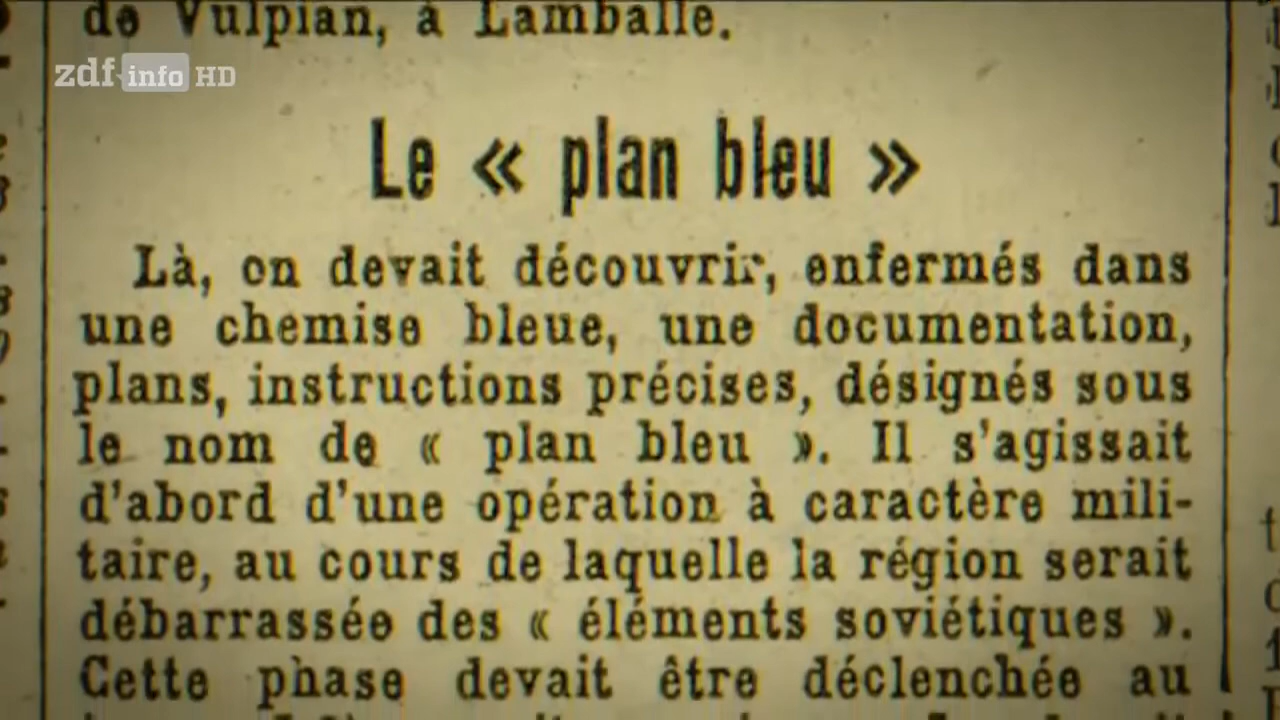 de Vulpian, à Lamballe.
zdf info HD
Le « plan bleu »
Là, on devait découvrir, enfermés dans
une chemise bleue, une documentation,
plans, instructions précises, désignés sous
le nom de « plan bleu ». Il s'agissait
d'abord d'une opération à caractère mili-
taire, au cours de laquelle la région serait
débarrassée des « éléments soviétiques ».
Cette phase devait être déclenchée au